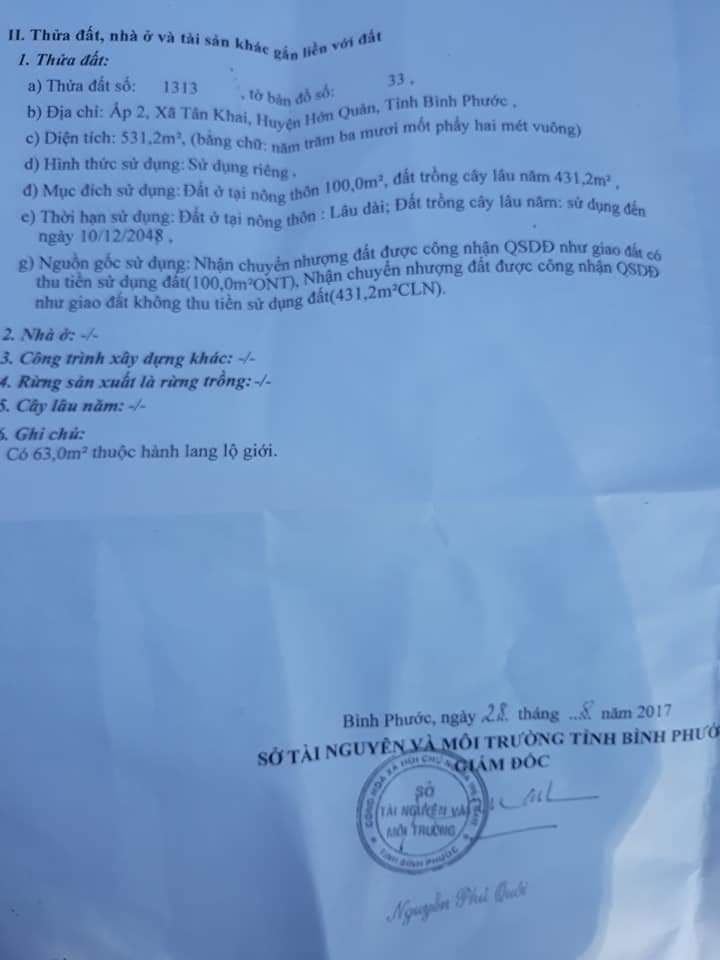 II. Thửa đất, nhà ở và tài sản khác gắn liền với đất
1. Thửa đất:
a) Thửa đất số: 1313 , tờ bản đồ số: 33 .
b) Địa chỉ: Ấp 2, Xã Tân Khai, Huyện Hớn Quản, Tỉnh Bình Phước .
c) Diện tích: 531,2m², (bằng chữ: năm trăm ba mươi mốt phẩy hai mét vuông)
d) Hình thức sử dụng: Sử dụng riêng .
đ) Mục đích sử dụng: Đất ở tại nông thôn 100,0m², đất trồng cây lâu năm 431,2m² .
e) Thời hạn sử dụng: Đất ở tại nông thôn : Lâu dài; Đất trồng cây lâu năm: sử dụng đến
ngày 10/12/2048 .
g) Nguồn gốc sử dụng: Nhận chuyển nhượng đất được công nhận QSDĐ như giao đất có
thu tiền sử dụng đất(100,0m²ONT), Nhận chuyển nhượng đất được công nhận QSDĐ
như giao đất không thu tiền sử dụng đất(431,2m²CLN).
2. Nhà ở: -/-
3. Công trình xây dựng khác: -/-
4. Rừng sản xuất là rừng trồng: -/-
5. Cây lâu năm: -/-
6. Ghi chú:
Có 63,0m² thuộc hành lang lộ giới.
Bình Phước, ngày 28 tháng ..8 năm 2017
SỞ TÀI NGUYÊN VÀ MÔI TRƯỜNG TỈNH BÌNH PHƯỚ
GIÁM ĐỐC
SỞ
TÀI NGUYÊN VÀ
MÔI TRƯỜNG
TỈNH BÌNH PHƯỚC
Nguyễn Phú Quới